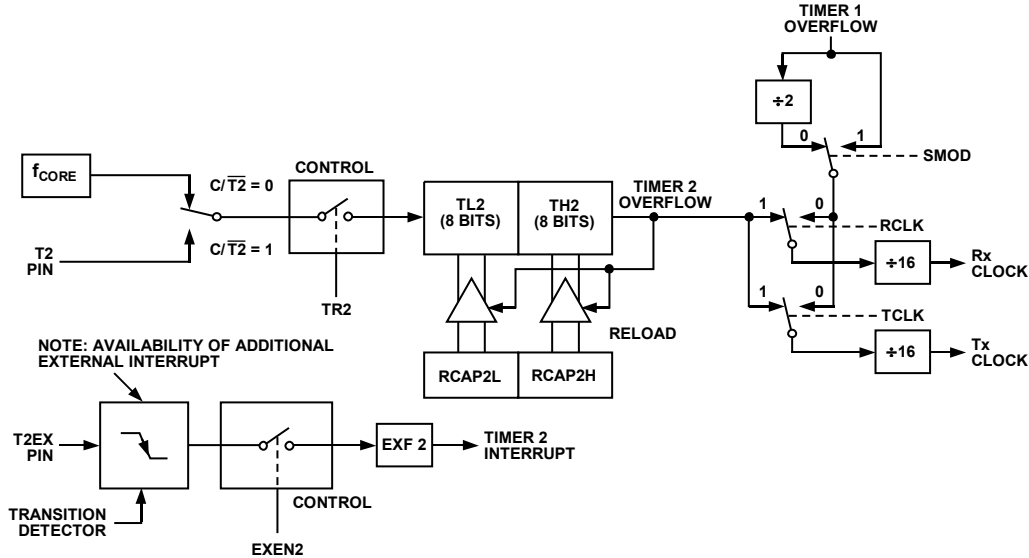 TIMER 1
OVERFLOW
÷2
0
1
SMOD
fCORE
C/T̅2̅ = 0
T2
PIN
C/T̅2̅ = 1
CONTROL
TR2
TL2
(8 BITS)
TH2
(8 BITS)
TIMER 2
OVERFLOW
1
0
RCLK
÷16
Rx
CLOCK
1
0
TCLK
÷16
Tx
CLOCK
RELOAD
RCAP2L
RCAP2H
NOTE: AVAILABILITY OF ADDITIONAL
EXTERNAL INTERRUPT
T2EX
PIN
TRANSITION
DETECTOR
CONTROL
EXEN2
EXF 2
TIMER 2
INTERRUPT